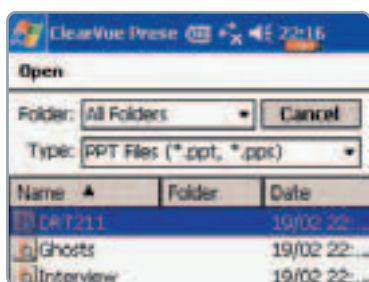 ClearVue Prese 22:16
Open
Folder: All Folders Cancel
Type: PPT Files (*.ppt, *.pps)
Name Folder Date
DRT211 19/02 22:...
Ghosts 19/02 22:...
Interview 19/02 22:...